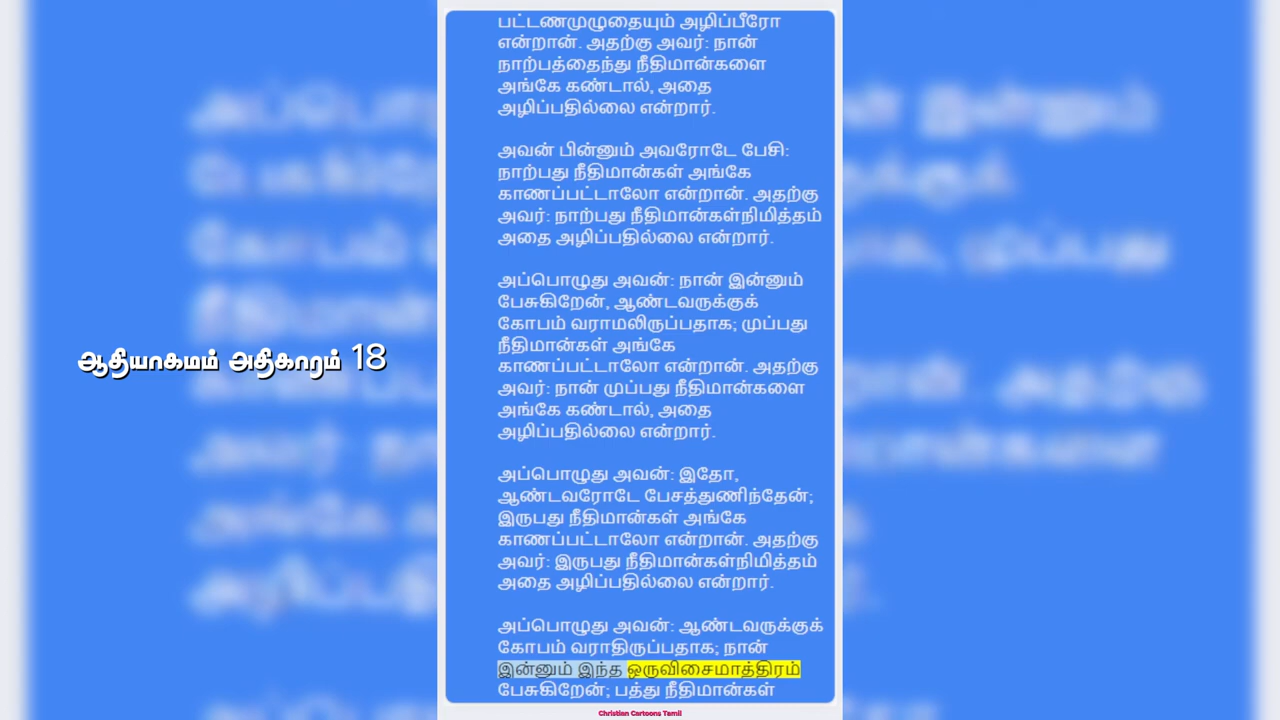 ஆதியாகமம் அதிகாரம் 18
பட்டணமுழுதையும் அழிப்பீரோ
என்றான். அதற்கு அவர்: நான்
நாற்பத்தைந்து நீதிமான்களை
அங்கே கண்டால், அதை
அழிப்பதில்லை என்றார்.
அவன் பின்னும் அவரோடே பேசி:
நாற்பது நீதிமான்கள் அங்கே
காணப்பட்டாலோ என்றான். அதற்கு
அவர்: நாற்பது நீதிமான்கள்நிமித்தம்
அதை அழிப்பதில்லை என்றார்.
அப்பொழுது அவன்: நான் இன்னும்
பேசுகிறேன், ஆண்டவருக்குக்
கோபம் வராமலிருப்பதாக; முப்பது
நீதிமான்கள் அங்கே
காணப்பட்டாலோ என்றான். அதற்கு
அவர்: நான் முப்பது நீதிமான்களை
அங்கே கண்டால், அதை
அழிப்பதில்லை என்றார்.
அப்பொழுது அவன்: இதோ,
ஆண்டவரோடே பேசத்துணிந்தேன்;
இருபது நீதிமான்கள் அங்கே
காணப்பட்டாலோ என்றான். அதற்கு
அவர்: இருபது நீதிமான்கள்நிமித்தம்
அதை அழிப்பதில்லை என்றார்.
அப்பொழுது அவன்: ஆண்டவருக்குக்
கோபம் வராதிருப்பதாக; நான்
இன்னும் இந்த ஒருவிசைமாத்திரம்
பேசுகிறேன்; பத்து நீதிமான்கள்
Christian Cartoons Tamil